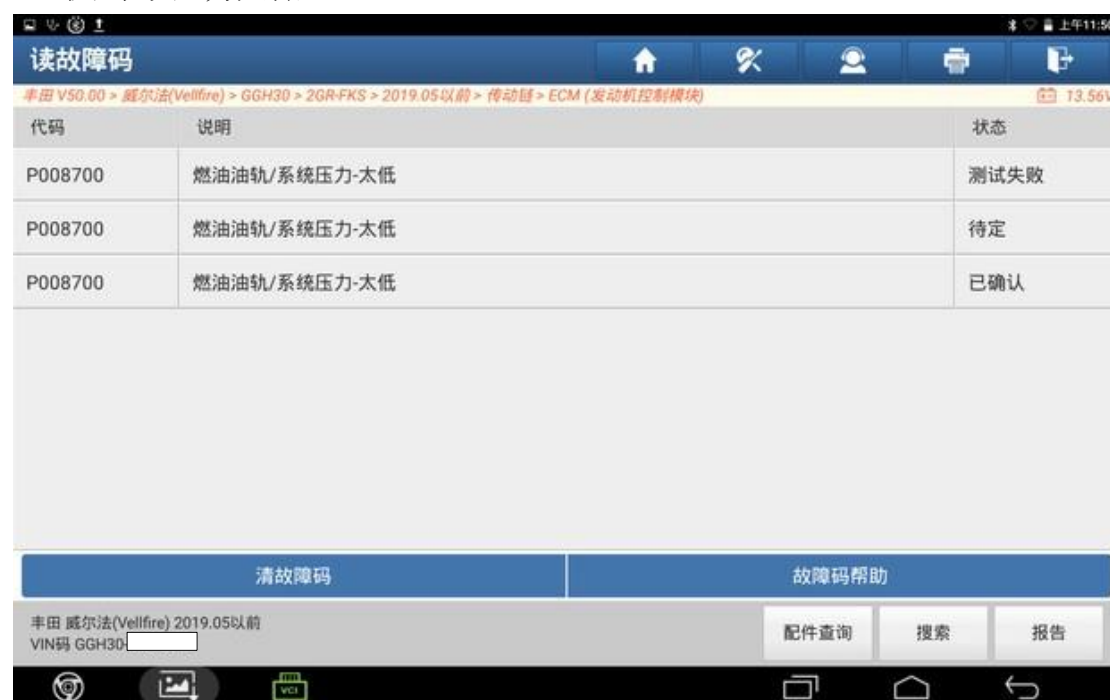 上午11:50
读故障码
丰田 V50.00 > 威尔法(Vellfire) > GGH30 > 2GR-FKS > 2019.05以前 > 传动链 > ECM (发动机控制模块)
13.56V
代码 说明 状态
P008700 燃油油轨/系统压力-太低 测试失败
P008700 燃油油轨/系统压力-太低 待定
P008700 燃油油轨/系统压力-太低 已确认
清故障码 故障码帮助
丰田 威尔法(Vellfire) 2019.05以前
VIN码 GGH30-
配件查询 搜索 报告
VCI